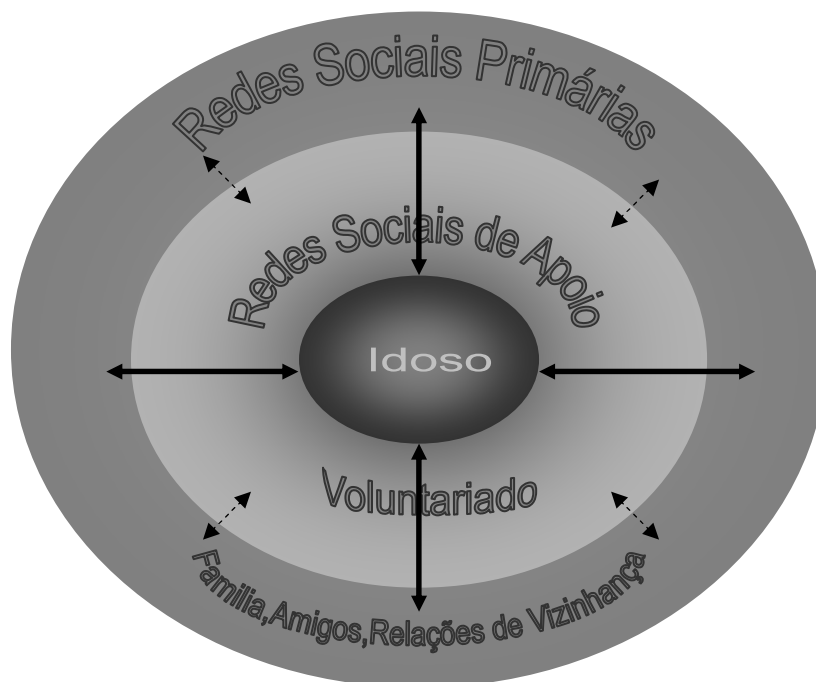 Redes Sociais Primárias
Redes Sociais de Apoio
Idoso
Voluntariado
Familia,Amigos,Relações de Vizinhança